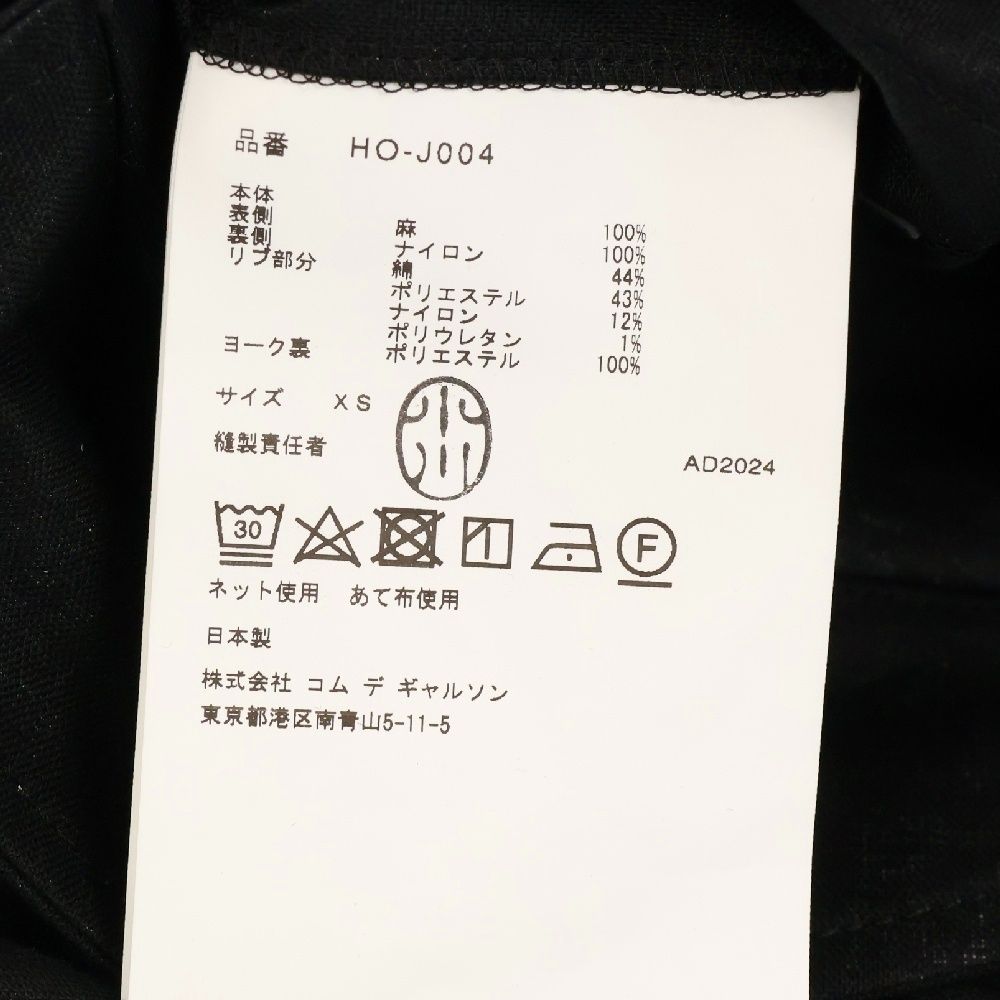 品番 HO-J004
本体
表側 麻 100%
裏側 ナイロン 100%
リブ部分 綿 44%
ポリエステル 43%
ナイロン 12%
ポリウレタン 1%
ヨーク裏 ポリエステル 100%
サイズ XS
縫製責任者
AD2024
30
F
ネット使用 あて布使用
日本製
株式会社 コム デ ギャルソン
東京都港区南青山5-11-5